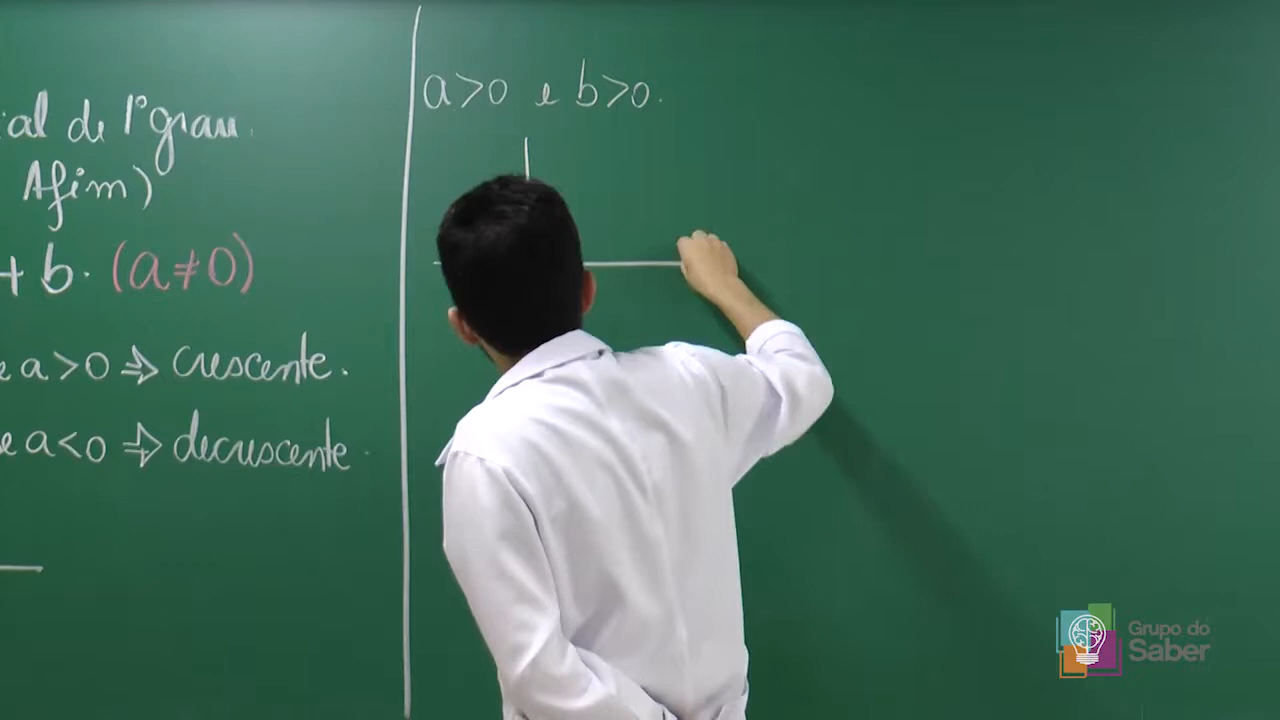 al de 1º grau.
Afim)
+ b. (a≠0)
e a>0 ⇒ crescente.
e a<0 ⇒ decrescente.
a>0 e b>0.
Grupo do
Saber